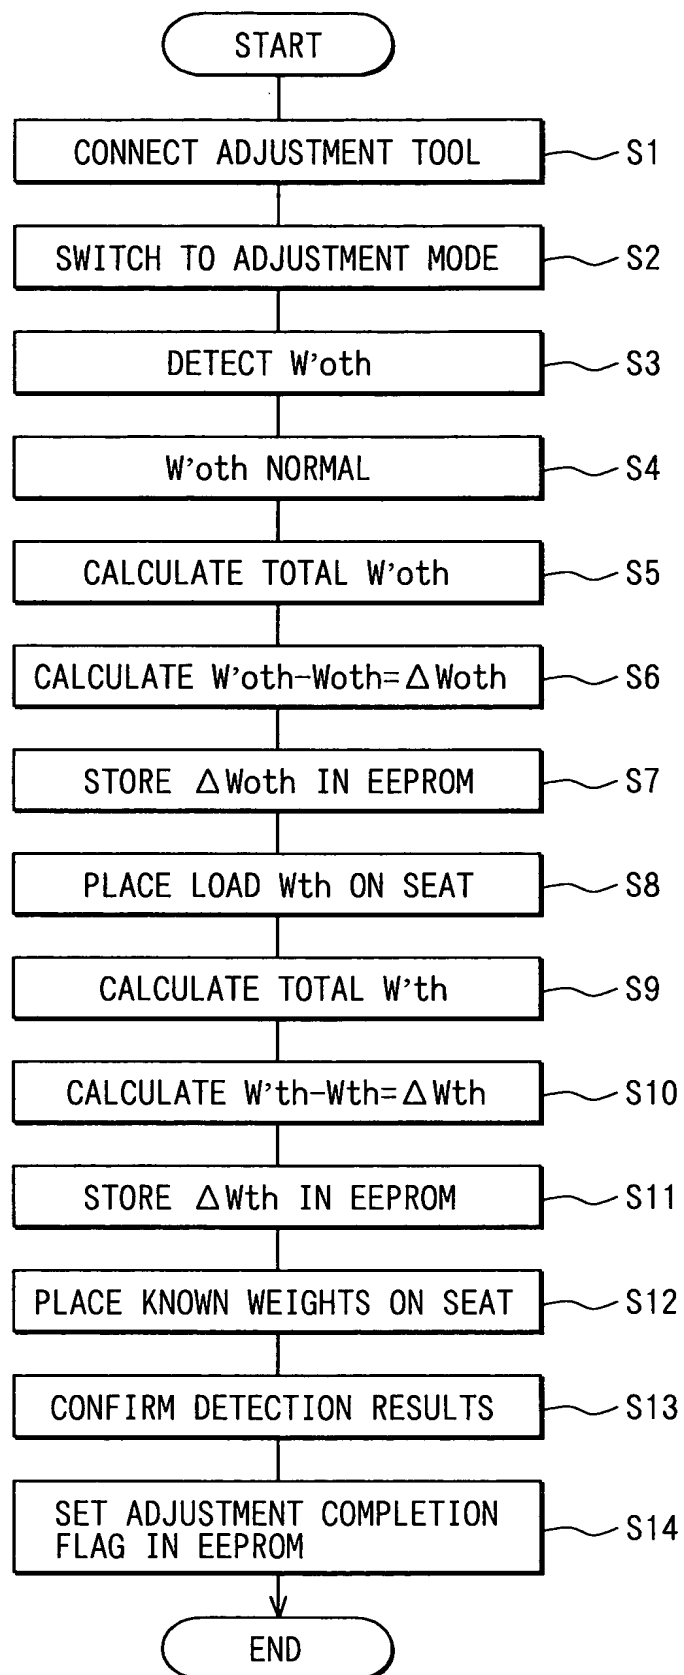 START
CONNECT ADJUSTMENT TOOL S1
SWITCH TO ADJUSTMENT MODE S2
DETECT W'oth S3
W'oth NORMAL S4
CALCULATE TOTAL W'oth S5
CALCULATE W'oth-Woth=ΔWoth S6
STORE ΔWoth IN EEPROM S7
PLACE LOAD Wth ON SEAT S8
CALCULATE TOTAL W'th S9
CALCULATE W'th-Wth=ΔWth S10
STORE ΔWth IN EEPROM S11
PLACE KNOWN WEIGHTS ON SEAT S12
CONFIRM DETECTION RESULTS S13
SET ADJUSTMENT COMPLETION
FLAG IN EEPROM S14
END